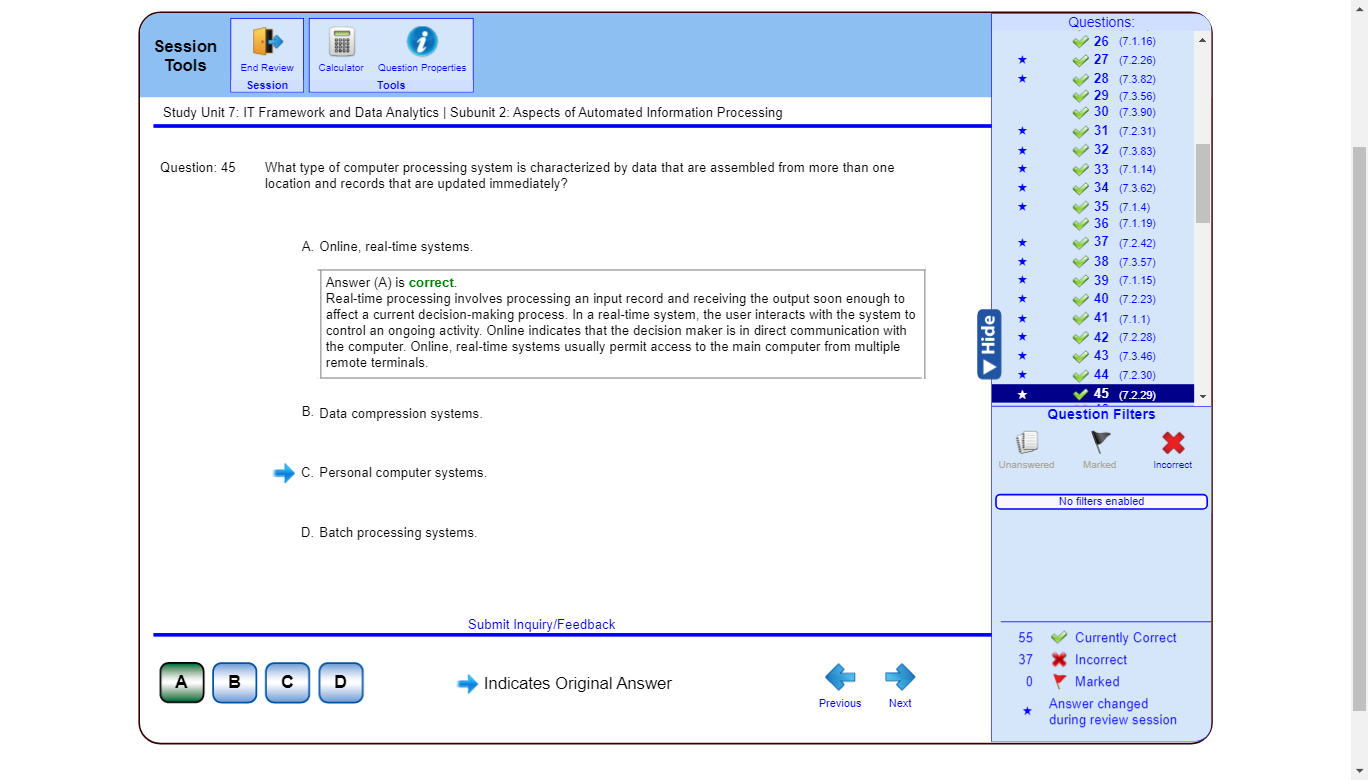 Session
Tools
End Review
Session
Calculator
Question Properties
Tools
Study Unit 7: IT Framework and Data Analytics | Subunit 2: Aspects of Automated Information Processing
Question: 45
What type of computer processing system is characterized by data that are assembled from more than one
location and records that are updated immediately?
A. Online, real-time systems.
Answer (A) is correct.
Real-time processing involves processing an input record and receiving the output soon enough to
affect a current decision-making process. In a real-time system, the user interacts with the system to
control an ongoing activity. Online indicates that the decision maker is in direct communication with
the computer. Online, real-time systems usually permit access to the main computer from multiple
remote terminals.
B. Data compression systems.
C. Personal computer systems.
D. Batch processing systems.
Submit Inquiry/Feedback
A
B
C
D
Indicates Original Answer
Previous
Next
Questions:
26 (7.1.16)
27 (7.2.26)
28 (7.3.82)
29 (7.3.56)
30 (7.3.90)
31 (7.2.31)
32 (7.3.83)
33 (7.1.14)
34 (7.3.62)
35 (7.1.4)
36 (7.1.19)
37 (7.2.42)
38 (7.3.57)
39 (7.1.15)
40 (7.2.23)
41 (7.1.1)
42 (7.2.28)
43 (7.3.46)
44 (7.2.30)
45 (7.2.29)
Hide
Question Filters
Unanswered
Marked
Incorrect
No filters enabled
55 Currently Correct
37 Incorrect
0 Marked
Answer changed
during review session